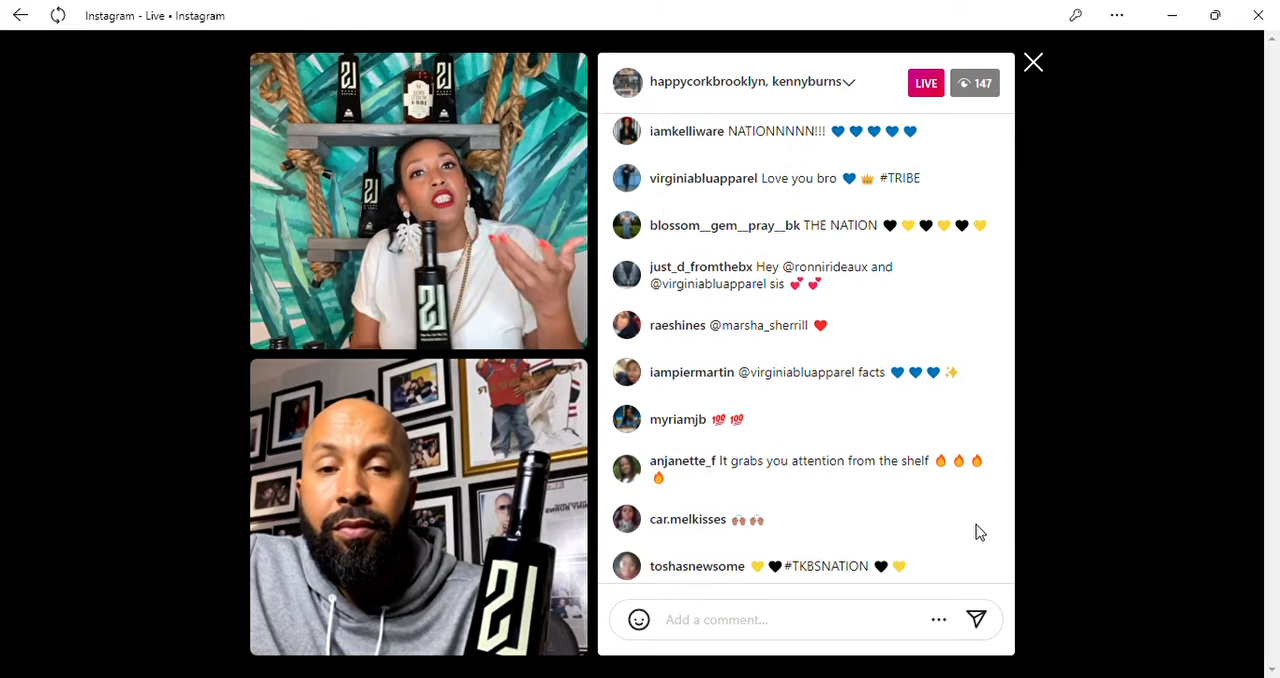 Instagram - Live • Instagram
happycorkbrooklyn, kennyburns
LIVE
147
iamkelliware NATIONNNNN!!! 💙 💙 💙 💙 💙
virginiabluapparel Love you bro 💙 👑 #TRIBE
blossom__gem__pray__bk THE NATION 🖤 💛 🖤 💛 🖤 💛
just_d_fromthebx Hey @ronnirideaux and
@virginiabluapparel sis 💕 💕
raeshines @marsha_sherrill ❤️
iampiermartin @virginiabluapparel facts 💙 💙 💙 ✨
myriamjb 💯 💯
anjanette_f It grabs you attention from the shelf 🔥 🔥 🔥
🔥
car.melkisses 🙌🏽 🙌🏽
toshasnewsome 💛 🖤 #TKBSNATION 🖤 💛
Add a comment...